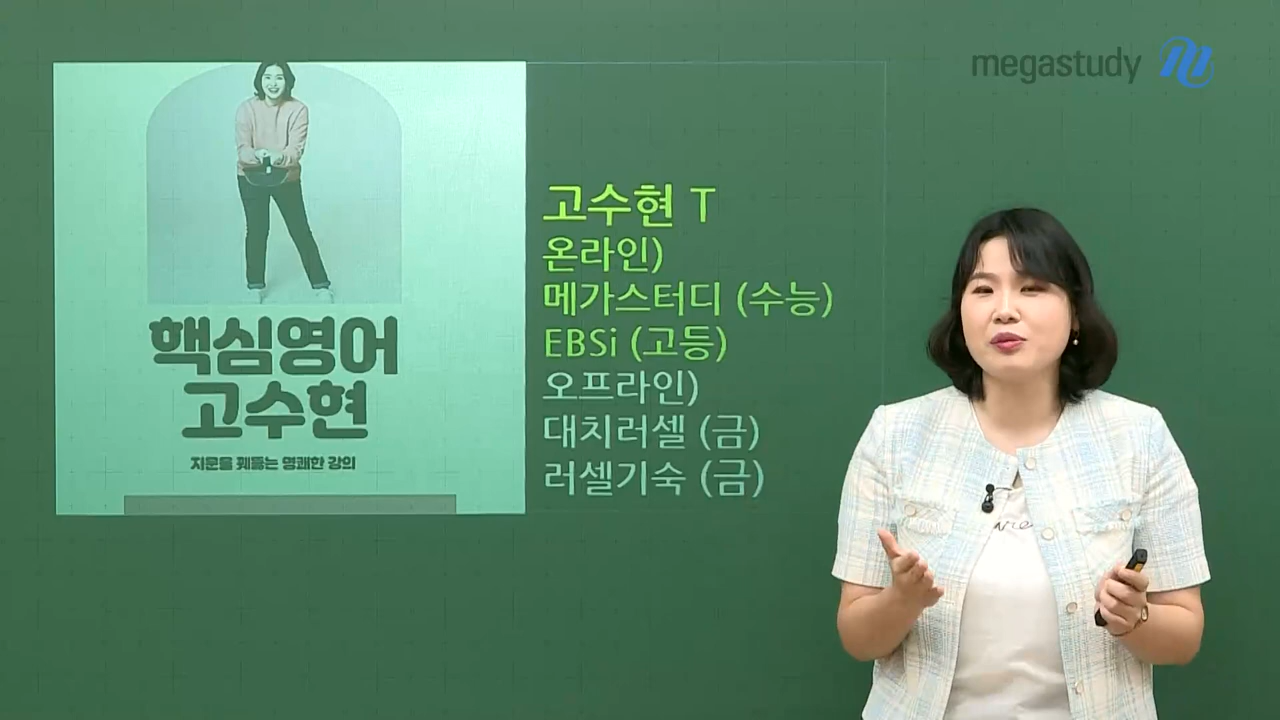 megastudy
고수현 T
온라인)
메가스터디 (수능)
EBSi (고등)
오프라인)
대치러셀 (금)
러셀기숙 (금)
핵심영어
고수현
지문을 꿰뚫는 명쾌한 강의